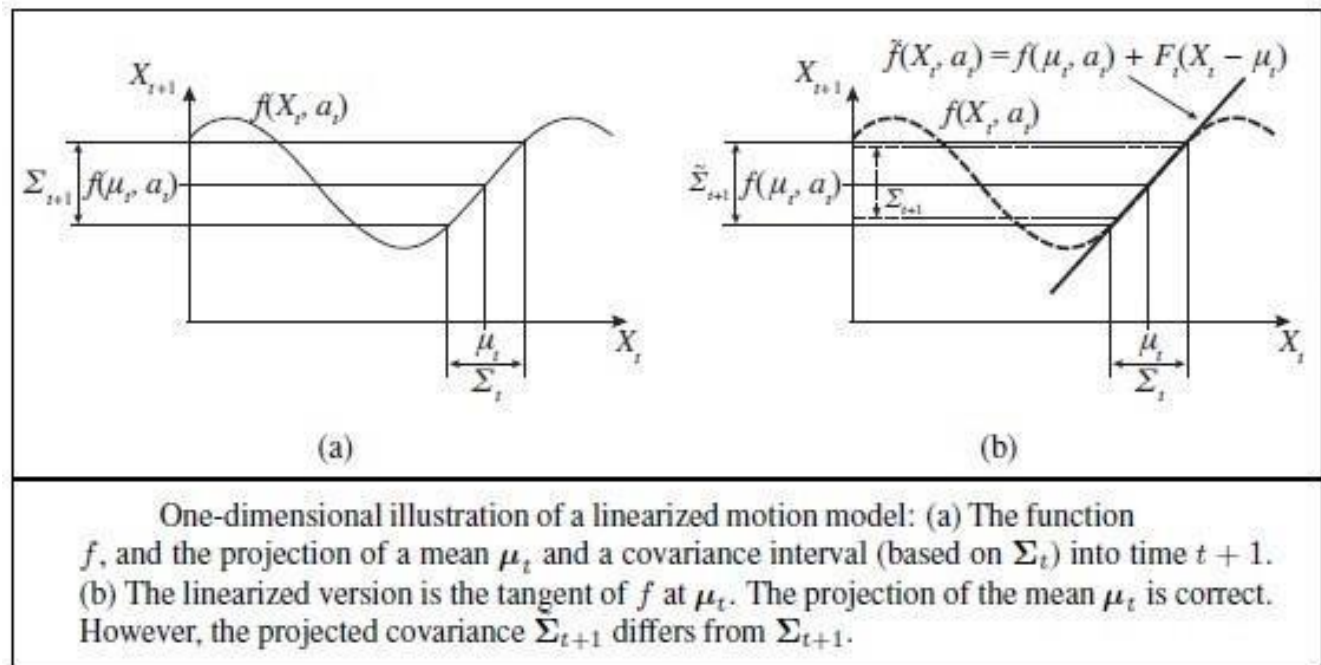 X_{t+1}
f(X_t, a_t)
Σ_{t+1}
f(μ_t, a_t)
μ_t
X_t
Σ_t
(a)
f̃(X_t, a_t) = f(μ_t, a_t) + F_t(X_t − μ_t)
X_{t+1}
f(X_t, a_t)
Σ̃_{t+1}
f(μ_t, a_t)
Σ_{t+1}
μ_t
X_t
Σ_t
(b)
One-dimensional illustration of a linearized motion model: (a) The function
f, and the projection of a mean μ_t and a covariance interval (based on Σ_t) into time t + 1.
(b) The linearized version is the tangent of f at μ_t. The projection of the mean μ_t is correct.
However, the projected covariance Σ̃_{t+1} differs from Σ_{t+1}.